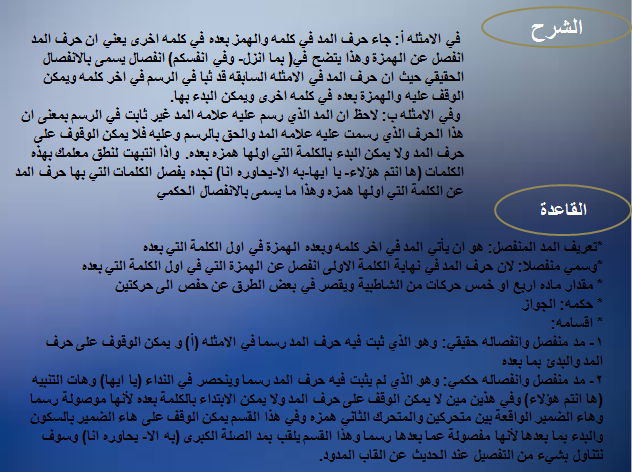 الشرح
في الامثله أ: جاء حرف المد في كلمه والهمز بعده في كلمه اخرى يعني ان حرف المد
انفصل عن الهمزة وهذا يتضح في( بما انزل- وفي انفسكم) انفصال يسمى بالانفصال
الحقيقي حيث ان حرف المد في الامثله السابقه قد ثبا في الرسم في اخر كلمه ويمكن
الوقف عليه والهمزة بعده في كلمه اخرى ويمكن البدء بها.
وفي الامثله ب: لاحظ ان المد الذي رسم عليه علامه المد غير ثابت في الرسم بمعنى ان
هذا الحرف الذي رسمت عليه علامه المد والحق بالرسم وعليه فلا يمكن الوقوف على
حرف المد ولا يمكن البدء بالكلمة التي اولها همزه بعده. واذا انتبهت لنطق معلمك بهذه
الكلمات (ها انتم هؤلاء- يا ايها-به الا-يحاوره انا) تجده يفصل الكلمات التي بها حرف المد
عن الكلمة التي اولها همزه وهذا ما يسمى بالانفصال الحكمي
القاعدة
*تعريف المد المنفصل: هو ان يأتي المد في اخر كلمه وبعده الهمزة في اول الكلمة التي بعده
*وسمي منفصلا: لان حرف المد في نهاية الكلمة الاولى انفصل عن الهمزة التي في اول الكلمة التي بعده
* مقدار ماده اربع او خمس حركات من الشاطبية ويقصر في بعض الطرق عن حفص الى حركتين
* حكمه: الجواز
* اقسامه:
١- مد منفصل وانفصاله حقيقي: وهو الذي ثبت فيه حرف المد رسما في الامثله (أ) و يمكن الوقوف على حرف
المد والبدئ بما بعده
٢- مد منفصل وانفصاله حكمي: وهو الذي لم يثبت فيه حرف المد رسما وينحصر في النداء (يا ايها) وهات التنبيه
(ها انتم هؤلاء) وفي هذين مين لا يمكن الوقف على حرف المد ولا يمكن الابتداء بالكلمة بعده لأنها موصولة رسما
وهاء الضمير الواقعة بين متحركين والمتحرك الثاني همزه وفي هذا القسم يمكن الوقف على هاء الضمير بالسكون
والبدء بما بعدها لأنها مفصولة عما بعدها رسما وهذا القسم يلقب بمد الصلة الكبرى (به الا- يحاوره انا) وسوف
نتناول بشيء من التفصيل عند الحديث عن القاب المدود.